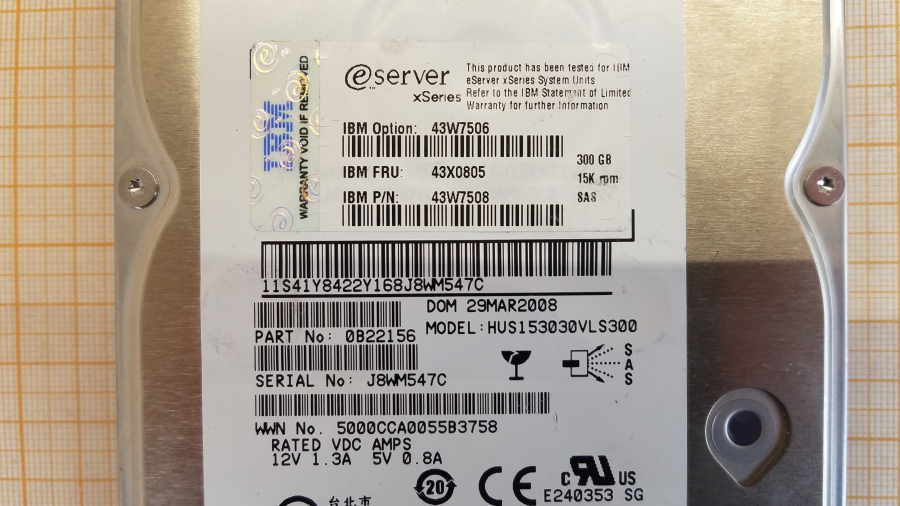 IBM
WARRANTY VOID IF REMOVED
eserver
™
xSeries
This product has been tested for IBM
eServer xSeries System Units
Refer to the IBM Statement of Limited
Warranty for further Information
IBM Option: 43W7506
IBM FRU: 43X0805
IBM P/N: 43W7508
300 GB
15K rpm
SAS
11S41Y8422Y168J8WM547C
DOM 29MAR2008
PART No: 0B22156
MODEL:HUS153030VLS300
SERIAL No: J8WM547C
SAS
WWN No. 5000CCA0055B3758
RATED VDC AMPS
12V 1.3A 5V 0.8A
20
CE
c RU US
E240353 SG
台北市